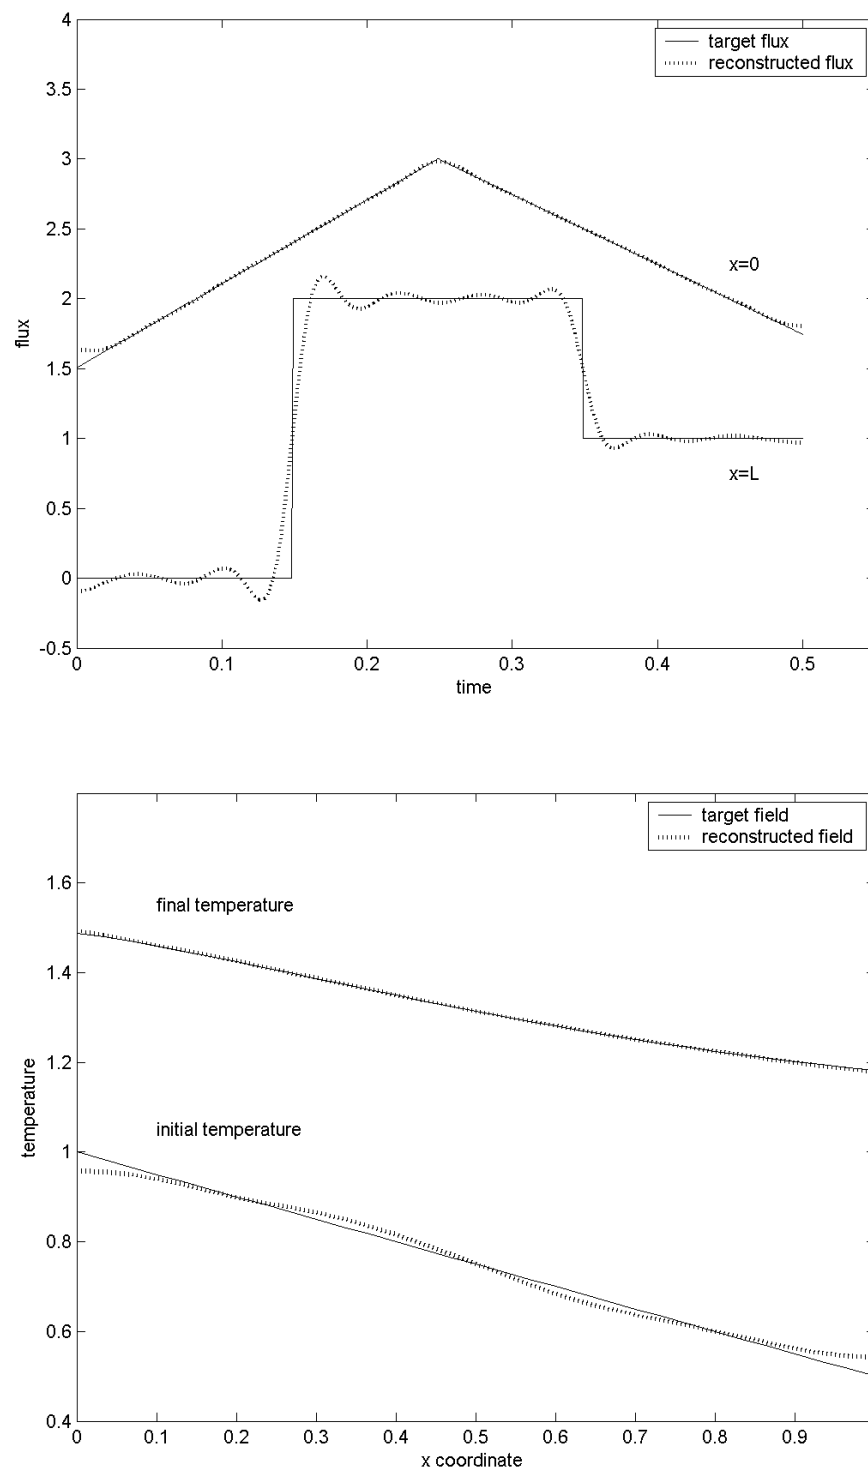 4
3.5
3
2.5
2
1.5
1
0.5
0
-0.5
flux
target flux
reconstructed flux
x=0
x=L
0 0.1 0.2 0.3 0.4 0.5
time
target field
reconstructed field
1.6
1.4
1.2
1
0.8
0.6
0.4
temperature
final temperature
initial temperature
0 0.1 0.2 0.3 0.4 0.5 0.6 0.7 0.8 0.9
x coordinate